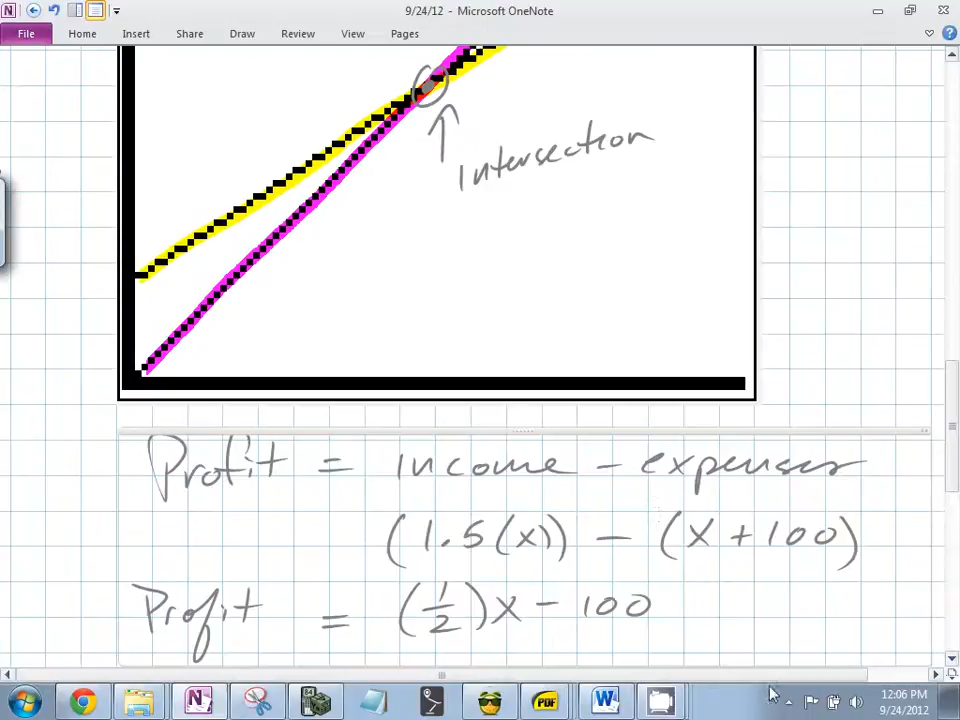 9/24/12 - Microsoft OneNote
File Home Insert Share Draw Review View Pages
Intersection
Profit = income - expenses
(1.5(x)) - (x + 100)
Profit = (1/2)x - 100
12:06 PM
9/24/2012